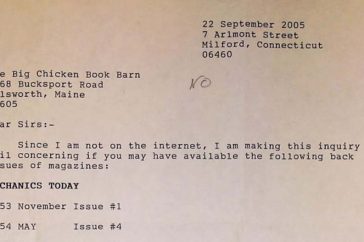 22 September 2005
7 Arlmont Street
Milford, Connecticut
06460
e Big Chicken Book Barn
68 Bucksport Road
lsworth, Maine
605
NO
ar Sirs:-
Since I am not on the internet, I am making this inquiry
il concerning if you may have available the following back
sues of magazines:
CHANICS TODAY
53 November Issue #1
54 MAY Issue #4